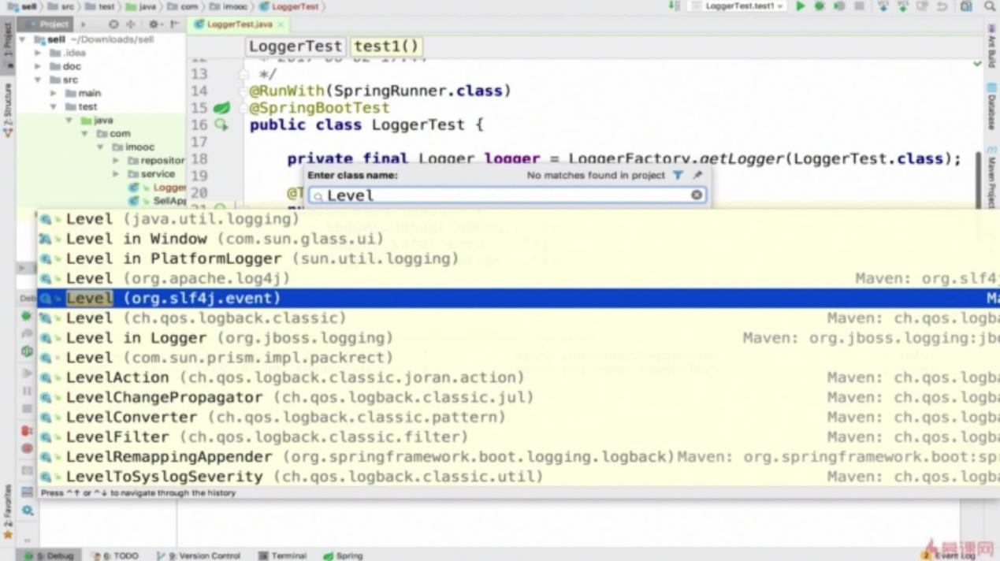 sell src test java com imooc LoggerTest LoggerTest.test1
Project LoggerTest.java
1: Project
2: Structure
2: Favorites
Ant Build
Database
Maven Project
sell ~/Downloads/sell
.idea
doc
src
main
test
java
com
imooc
repositor
service
Logger
SellApp
LoggerTest test1()
13 */
14 @RunWith(SpringRunner.class)
15 @SpringBootTest
16 public class LoggerTest {
17
18 private final Logger logger = LoggerFactory.getLogger(LoggerTest.class);
19
20 @T
Enter class name: No matches found in project
Level
Level (java.util.logging)
Level in Window (com.sun.glass.ui)
Level in PlatformLogger (sun.util.logging)
Level (org.apache.log4j) Maven: org.slf4j
Deb
Level (org.slf4j.event) Ma
Level (ch.qos.logback.classic) Maven: ch.qos.logba
Level in Logger (org.jboss.logging) Maven: org.jboss.logging:jbo
Level (com.sun.prism.impl.packrect)
LevelAction (ch.qos.logback.classic.joran.action) Maven: ch.qos.logba
LevelChangePropagator (ch.qos.logback.classic.jul) Maven: ch.qos.logba
LevelConverter (ch.qos.logback.classic.pattern) Maven: ch.qos.logba
LevelFilter (ch.qos.logback.classic.filter) Maven: ch.qos.logba
LevelRemappingAppender (org.springframework.boot.logging.logback)Maven: org.springframework.boot:spr
LevelToSyslogSeverity (ch.qos.logback.classic.util) Maven: ch.qos.logba
Press ^↑ or ^↓ to navigate through the history
5: Debug 6: TODO 9: Version Control Terminal Spring 2 Event Log
慕课网